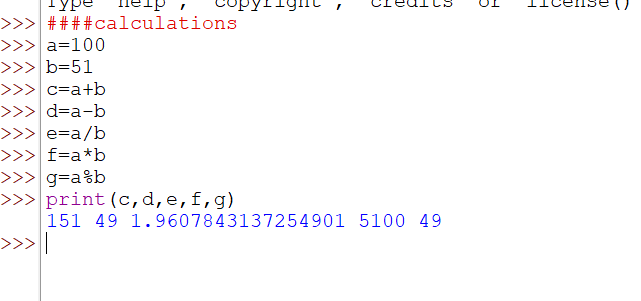 Type "help", "copyright", "credits" or "license()
>>> ####calculations
>>> a=100
>>> b=51
>>> c=a+b
>>> d=a-b
>>> e=a/b
>>> f=a*b
>>> g=a%b
>>> print(c,d,e,f,g)
151 49 1.9607843137254901 5100 49
>>>